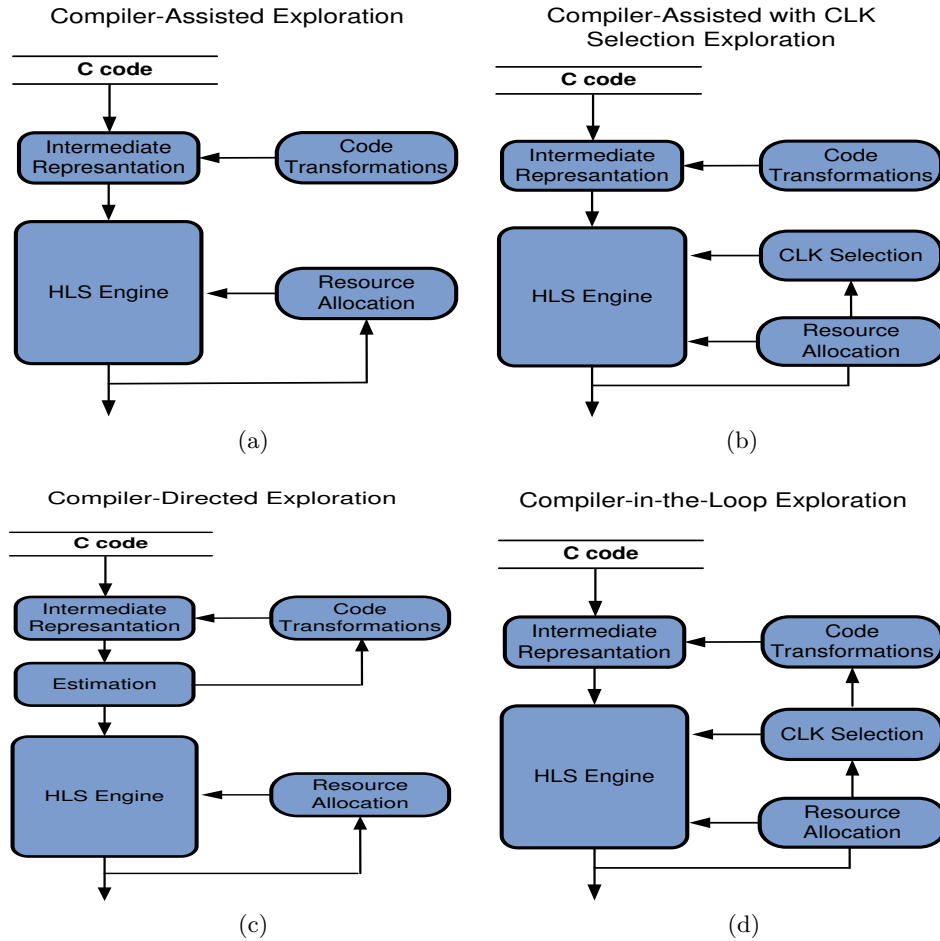 Compiler-Assisted Exploration
C code
Intermediate
Represantation
Code
Transformations
HLS Engine
Resource
Allocation
(a)
Compiler-Assisted with CLK
Selection Exploration
C code
Intermediate
Represantation
Code
Transformations
CLK Selection
HLS Engine
Resource
Allocation
(b)
Compiler-Directed Exploration
C code
Intermediate
Represantation
Code
Transformations
Estimation
HLS Engine
Resource
Allocation
(c)
Compiler-in-the-Loop Exploration
C code
Intermediate
Represantation
Code
Transformations
CLK Selection
HLS Engine
Resource
Allocation
(d)